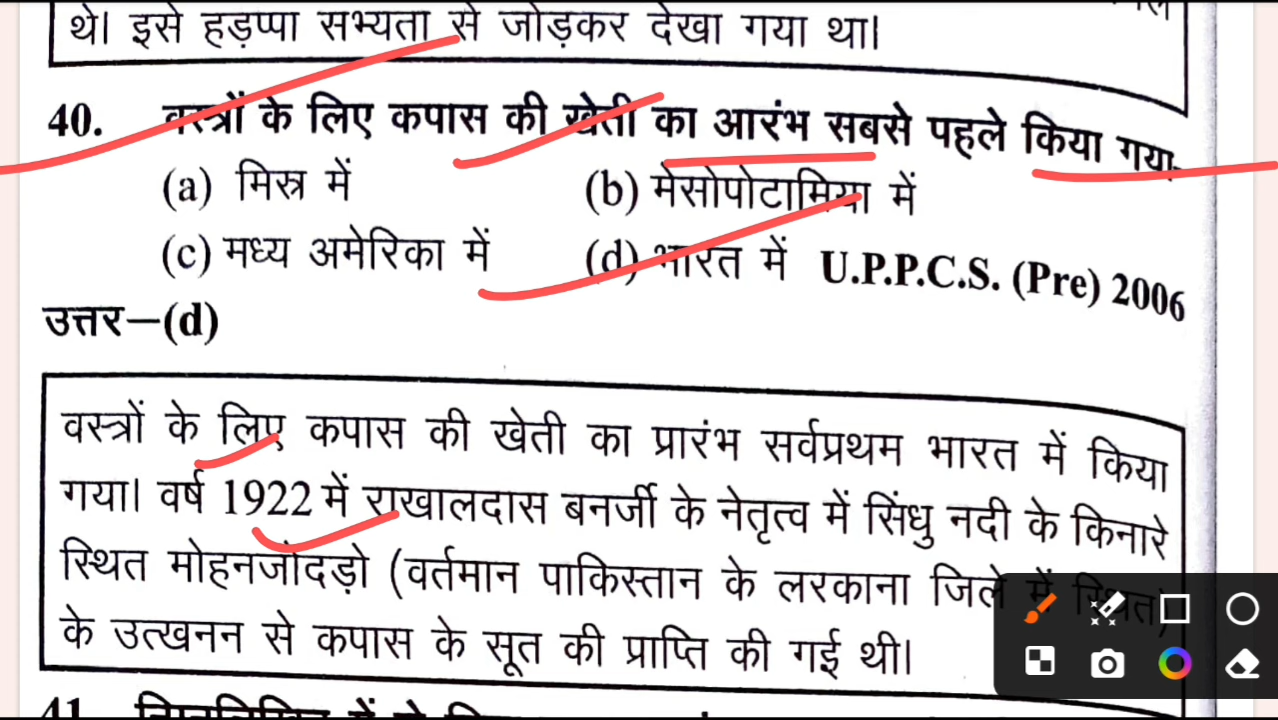 थे। इसे हड़प्पा सभ्यता से जोड़कर देखा गया था।
40. वस्त्रों के लिए कपास की खेती का आरंभ सबसे पहले किया गया
(a) मिस्र में (b) मेसोपोटामिया में
(c) मध्य अमेरिका में (d) भारत में U.P.P.C.S. (Pre) 2006
उत्तर–(d)
वस्त्रों के लिए कपास की खेती का प्रारंभ सर्वप्रथम भारत में किया
गया। वर्ष 1922 में राखालदास बनर्जी के नेतृत्व में सिंधु नदी के किनारे
स्थित मोहनजोदड़ो (वर्तमान पाकिस्तान के लरकाना जिले में स्थित)
के उत्खनन से कपास के सूत की प्राप्ति की गई थी।
41.